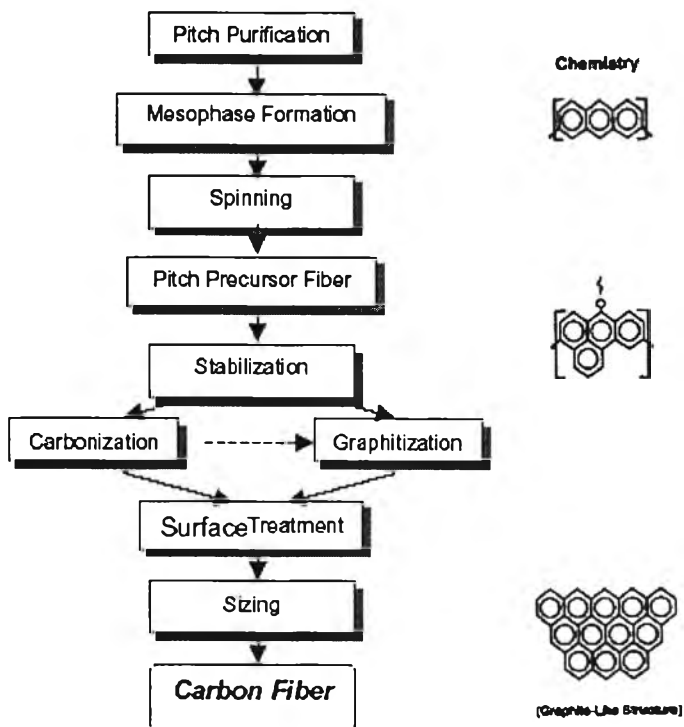 Pitch Purification
Chemistry
Mesophase Formation
Spinning
Pitch Precursor Fiber
Stabilization
Carbonization
Graphitization
Surface Treatment
Sizing
Carbon Fiber
[Graphite-Like Structure]